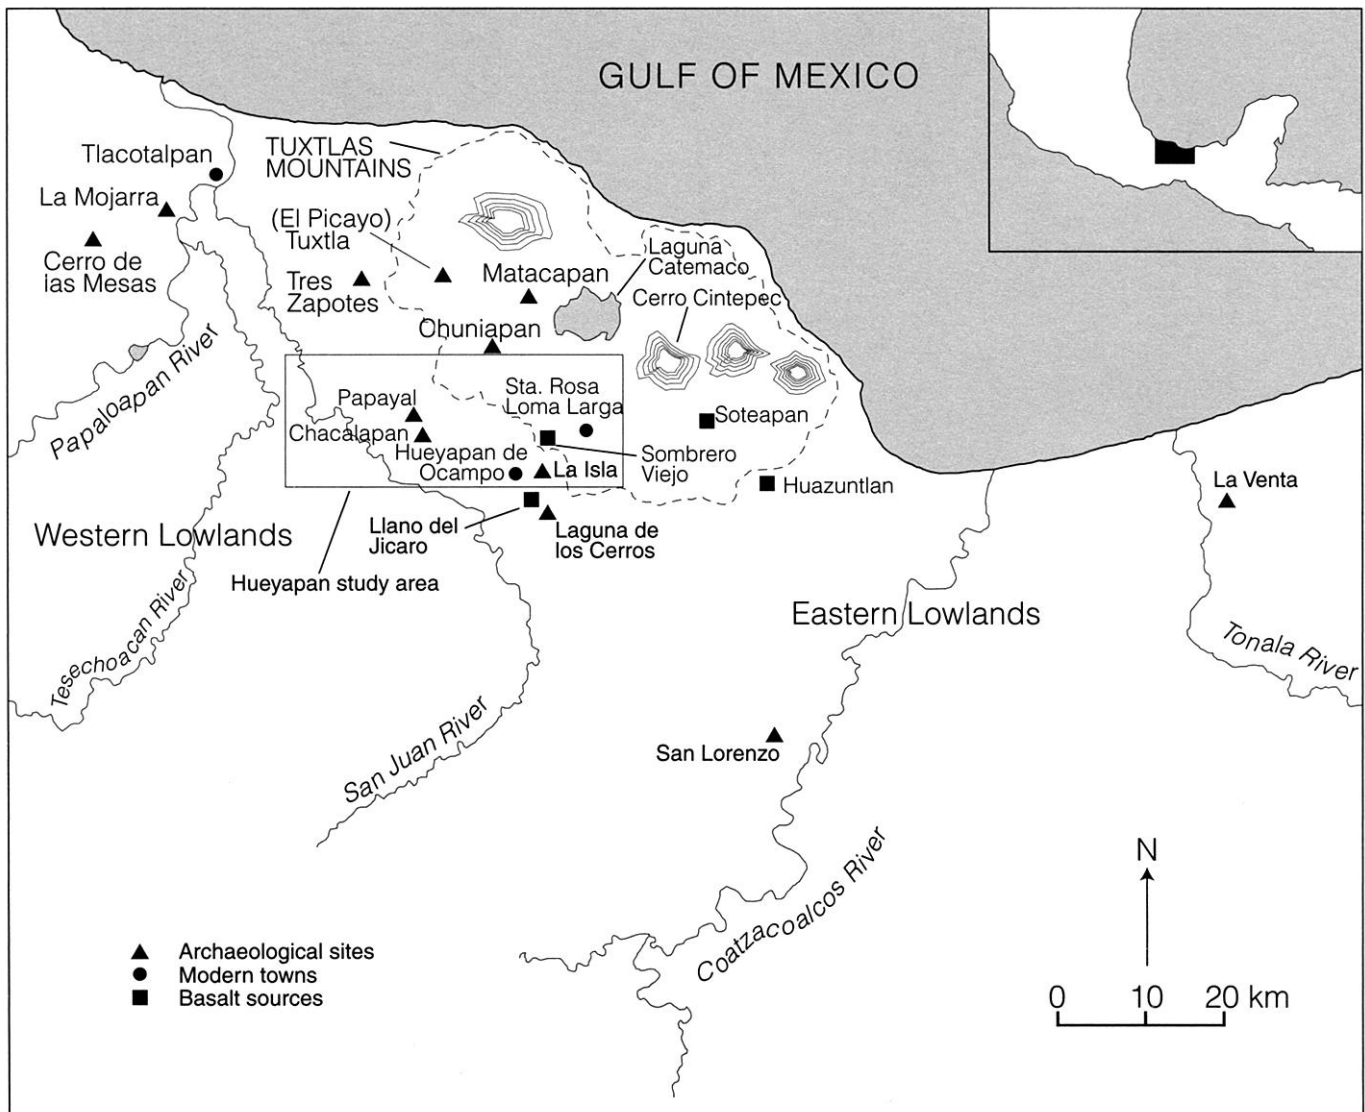 GULF OF MEXICO
TUXTLAS
MOUNTAINS
Tlacotalpan
La Mojarra
(El Picayo)
Tuxtla
Cerro de
las Mesas
Tres
Zapotes
Matacapan
Laguna
Catemaco
Cerro Cintepec
Ohuniapan
Papaloapan River
Papayal
Chacalapan
Sta. Rosa
Loma Larga
Hueyapan de
Ocampo
La Isla
Sombrero
Viejo
Soteapan
Huazuntlan
La Venta
Western Lowlands
Llano del
Jicaro
Laguna de
los Cerros
Hueyapan study area
Eastern Lowlands
Tesechoacan River
Tonala River
San Juan River
San Lorenzo
Coatzacoalcos River
Archaeological sites
Modern towns
Basalt sources
N
0 10 20 km